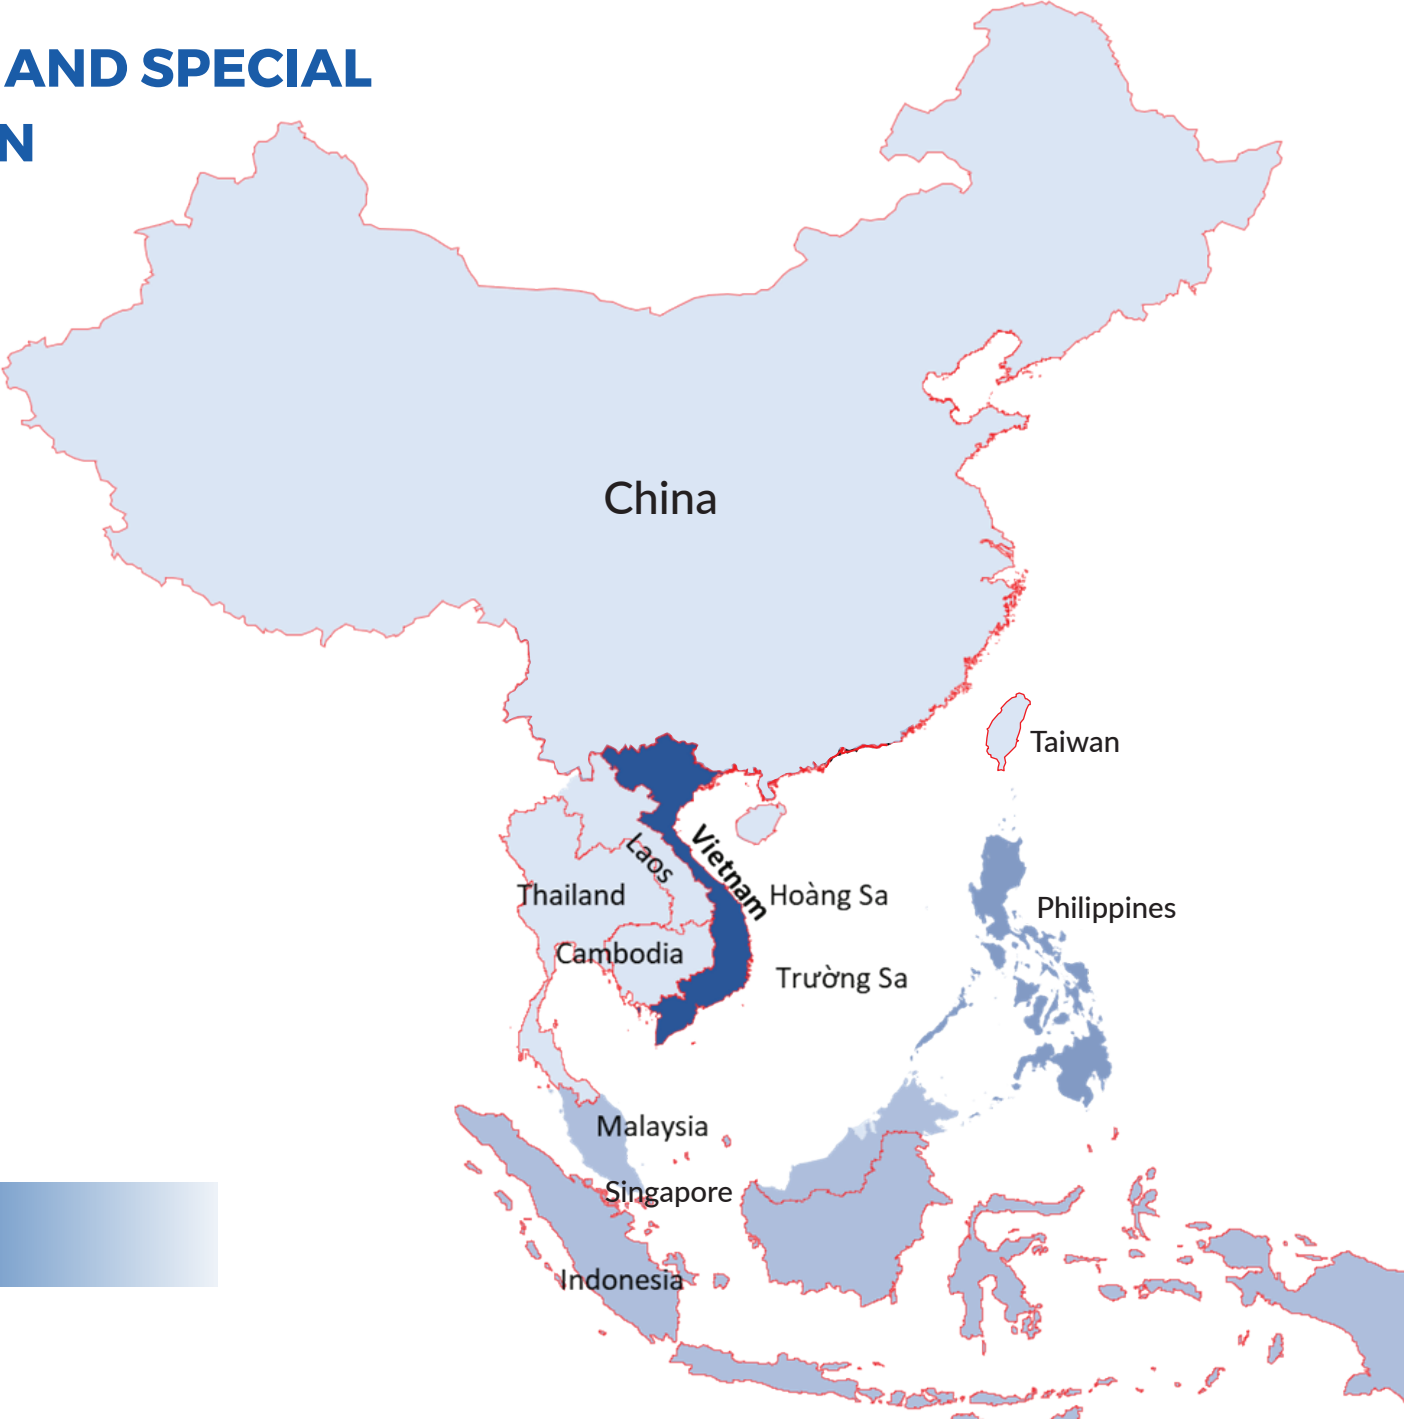 AND SPECIAL
N
China
Taiwan
Vietnam
Laos
Thailand
Hoàng Sa
Philippines
Cambodia
Trường Sa
Malaysia
Singapore
Indonesia